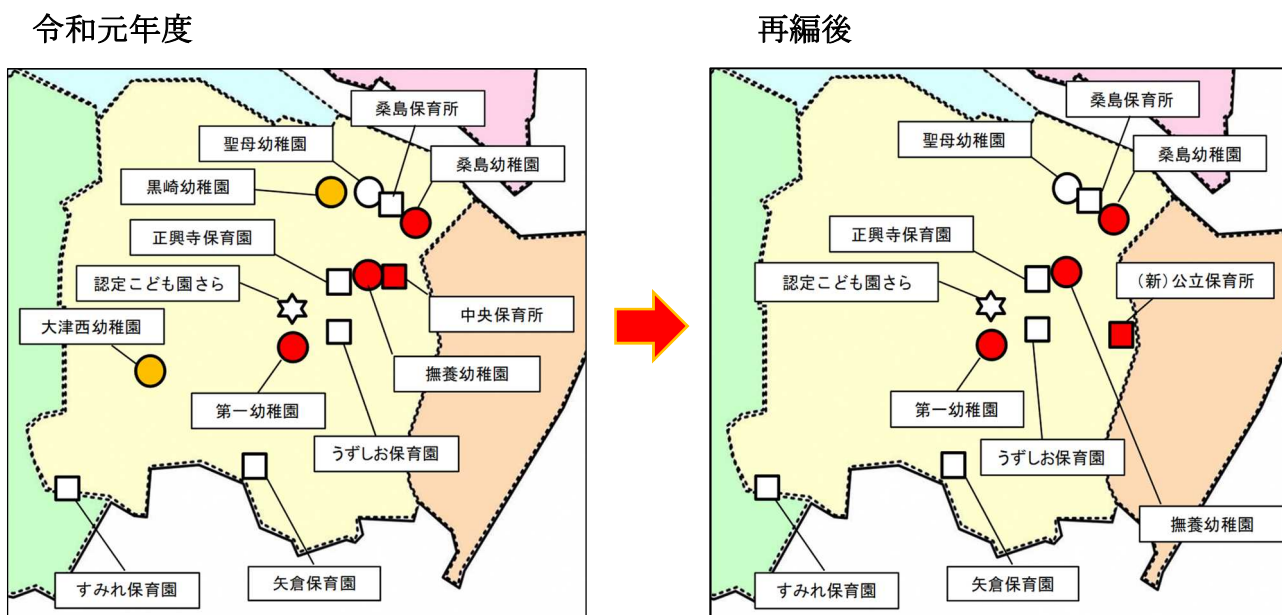 令和元年度
桑島保育所
聖母幼稚園
桑島幼稚園
黒崎幼稚園
正興寺保育園
認定こども園さら
中央保育所
大津西幼稚園
撫養幼稚園
第一幼稚園
うずしお保育園
すみれ保育園
矢倉保育園
再編後
桑島保育所
聖母幼稚園
桑島幼稚園
正興寺保育園
認定こども園さら
(新)公立保育所
第一幼稚園
うずしお保育園
撫養幼稚園
すみれ保育園
矢倉保育園